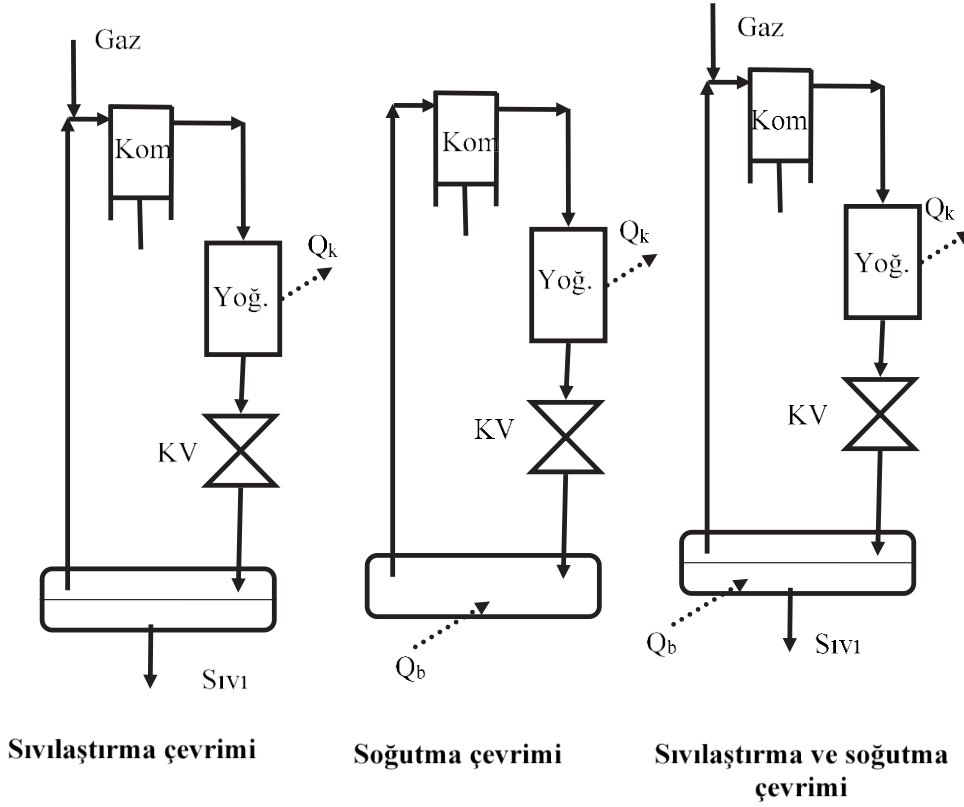 Gaz
Kom
Qk
Yoğ.
KV
Sıvı
Sıvılaştırma çevrimi
Kom
Qk
Yoğ.
KV
Qb
Soğutma çevrimi
Gaz
Kom
Qk
Yoğ.
KV
Qb
Sıvı
Sıvılaştırma ve soğutma
çevrimi